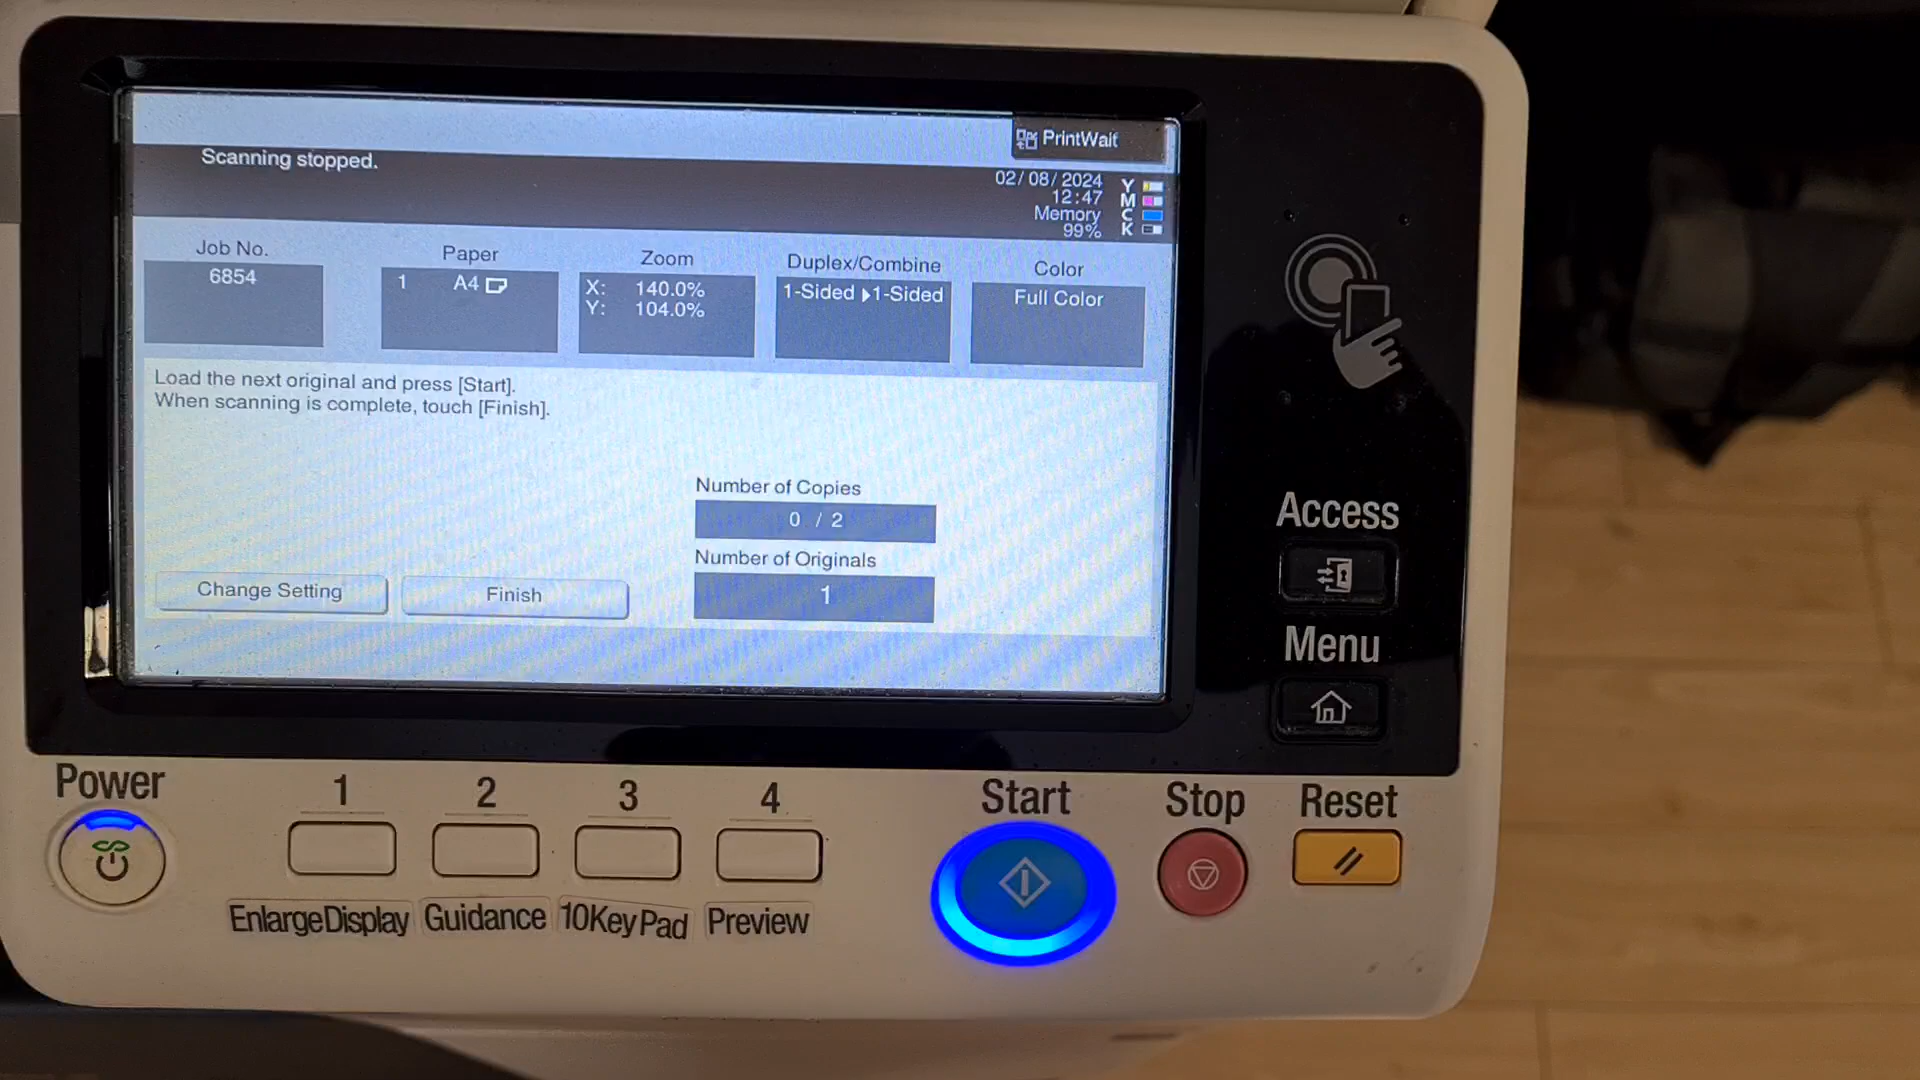 PrintWait
Scanning stopped.
02/08/2024
12:47
Memory
99%
Y
M
C
K
Job No.
6854
Paper
1 A4
Zoom
X: 140.0%
Y: 104.0%
Duplex/Combine
1-Sided ▶1-Sided
Color
Full Color
Load the next original and press [Start].
When scanning is complete, touch [Finish].
Number of Copies
0 / 2
Number of Originals
1
Change Setting
Finish
Access
Menu
Power
1
2
3
4
Start
Stop
Reset
EnlargeDisplay
Guidance
10KeyPad
Preview